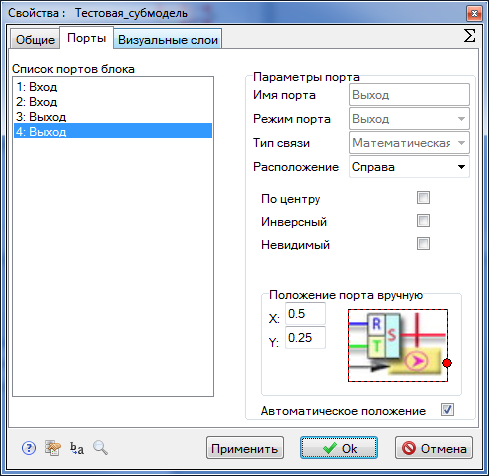 Свойства : Тестовая_субмодель
Общие Порты Визуальные слои Σ
Список портов блока
1: Вход
2: Вход
3: Выход
4: Выход
Параметры порта
Имя порта Выход
Режим порта Выход
Тип связи Математическая
Расположение Справа
По центру
Инверсный
Невидимый
Положение порта вручную
X: 0.5
Y: 0.25
R
S
T
Автоматическое положение
? b a Применить Ok Отмена